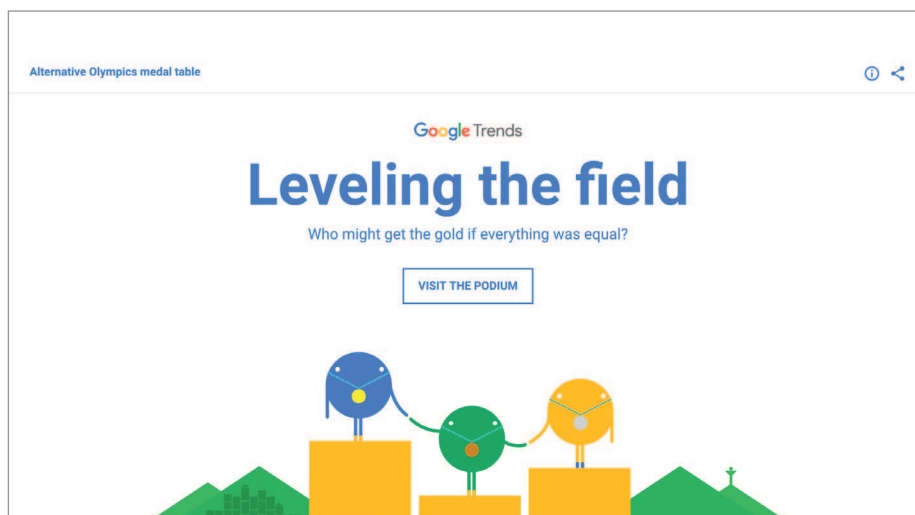 Alternative Olympics medal table
Google Trends
Leveling the field
Who might get the gold if everything was equal?
VISIT THE PODIUM